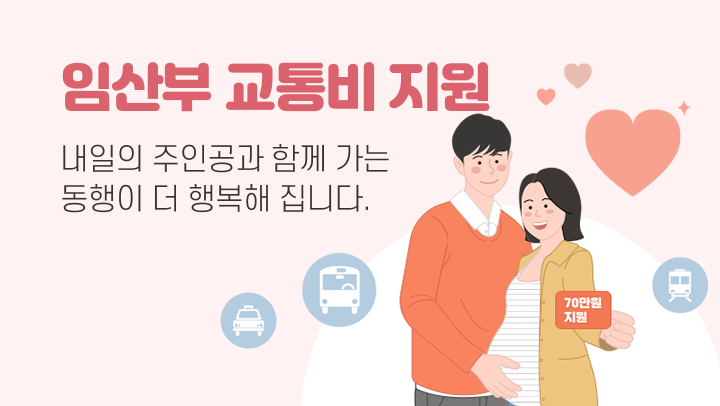 임산부 교통비 지원
내일의 주인공과 함께 가는
동행이 더 행복해 집니다.
70만원
지원